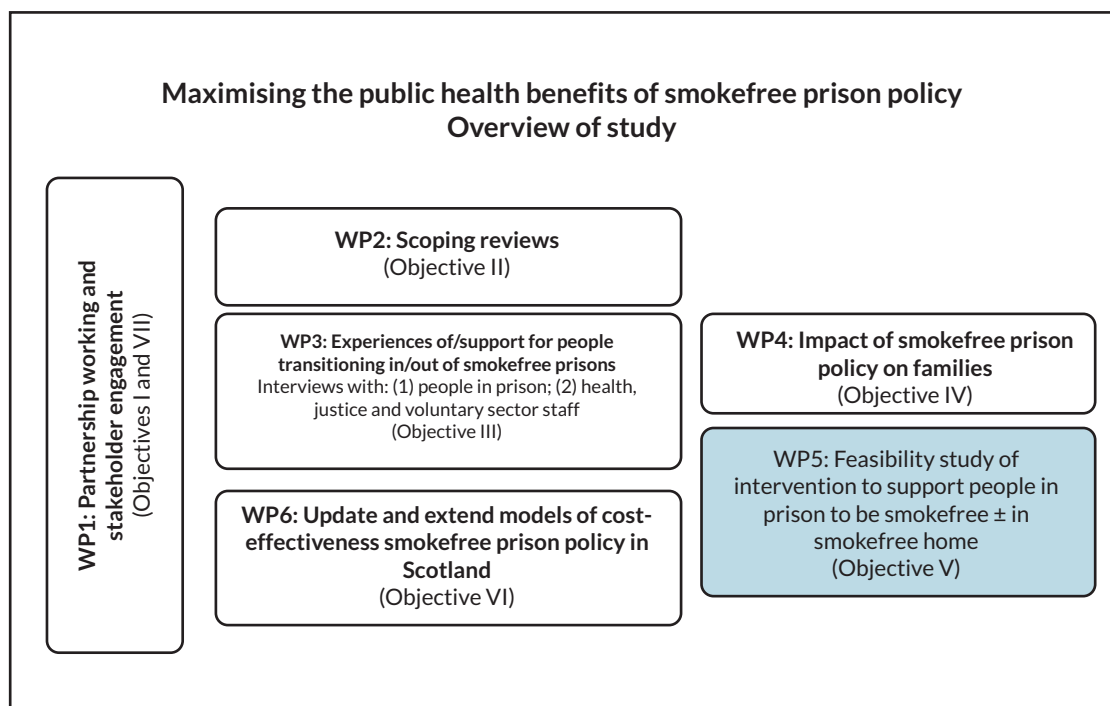 Maximising the public health benefits of smokefree prison policy
Overview of study
WP1: Partnership working and
stakeholder engagement
(Objectives I and VII)
WP2: Scoping reviews
(Objective II)
WP3: Experiences of/support for people
transitioning in/out of smokefree prisons
Interviews with: (1) people in prison; (2) health,
justice and voluntary sector staff
(Objective III)
WP6: Update and extend models of cost-
effectiveness smokefree prison policy in
Scotland
(Objective VI)
WP4: Impact of smokefree prison
policy on families
(Objective IV)
WP5: Feasibility study of
intervention to support people in
prison to be smokefree ± in
smokefree home
(Objective V)